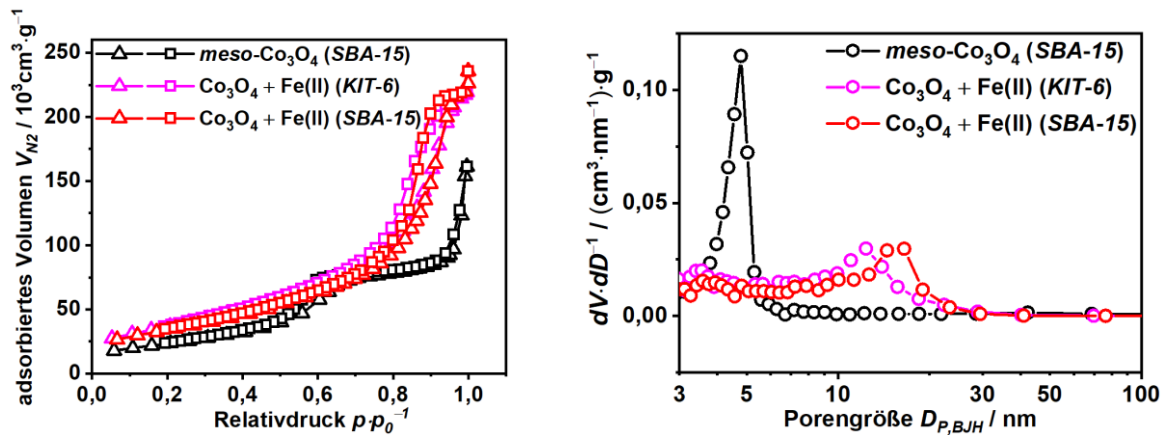 adsorbiertes Volumen V_N2 / 10³cm³·g⁻¹
250
200
150
100
50
0
meso-Co₃O₄ (SBA-15)
Co₃O₄ + Fe(II) (KIT-6)
Co₃O₄ + Fe(II) (SBA-15)
0,0 0,2 0,4 0,6 0,8 1,0
Relativdruck p·p₀⁻¹
dV·dD⁻¹ / (cm³·nm⁻¹)·g⁻¹
0,10
0,05
0,00
meso-Co₃O₄ (SBA-15)
Co₃O₄ + Fe(II) (KIT-6)
Co₃O₄ + Fe(II) (SBA-15)
3 5 10 30 50 100
Porengröße D_P,BJH / nm